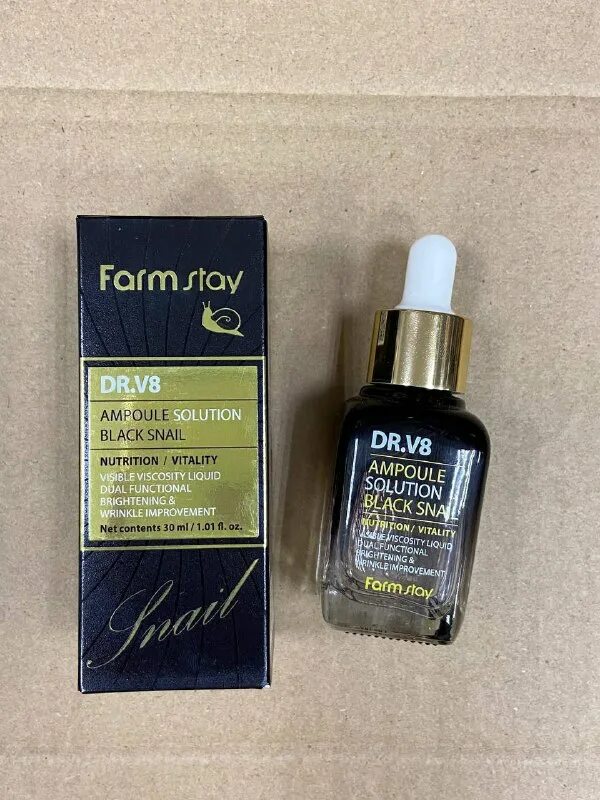 Farm stay
DR.V8
AMPOULE SOLUTION
BLACK SNAIL
NUTRITION / VITALITY
VISIBLE VISCOSITY LIQUID
DUAL FUNCTIONAL
BRIGHTENING &
WRINKLE IMPROVEMENT
Net contents 30 ml / 1.01 fl. oz.
Snail
DR.V8
AMPOULE
SOLUTION
BLACK SNAIL
NUTRITION / VITALITY
VISIBLE VISCOSITY LIQUID
DUAL FUNCTIONAL
BRIGHTENING &
WRINKLE IMPROVEMENT
Farm stay